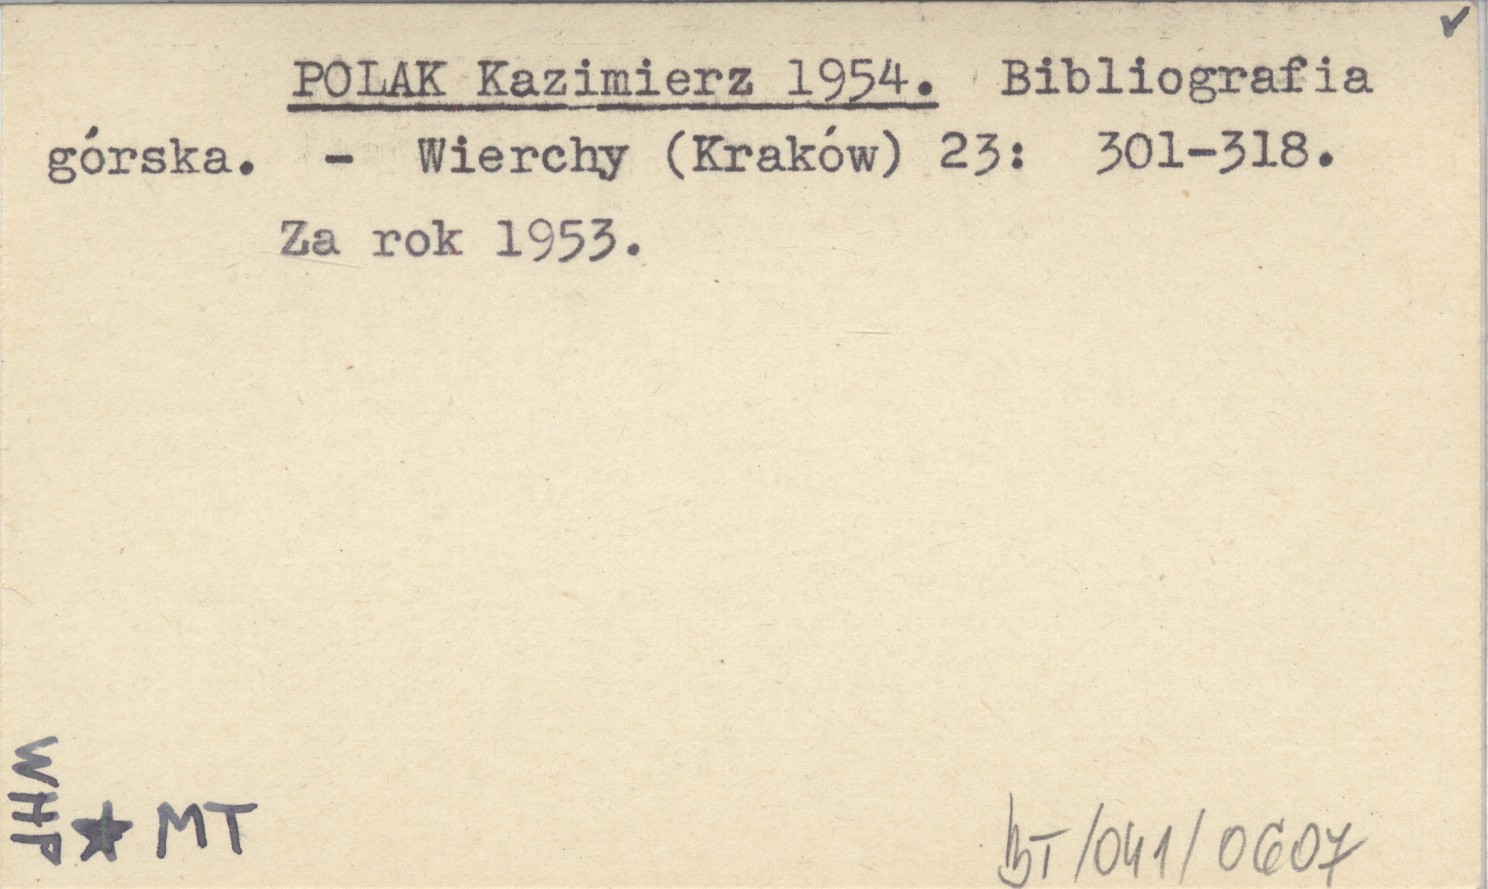 POLAK Kazimierz 1954. Bibliografia
górska. - Wierchy (Kraków) 23: 301-318.
Za rok 1953.
WHP
MT
BT/041/0607